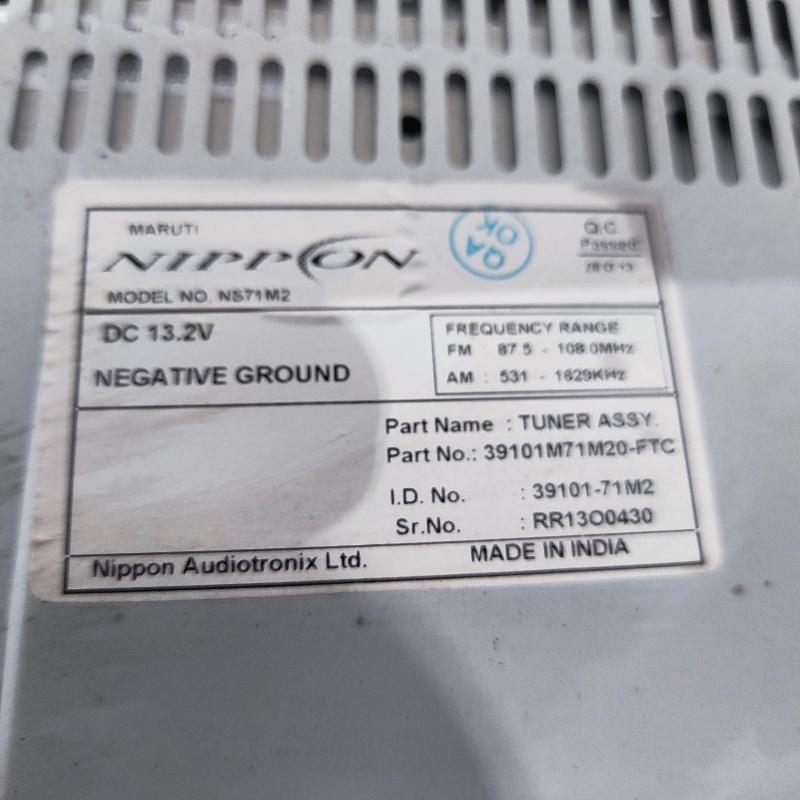 MARUTI
NIPPON
MODEL NO. NS71M2
QA
OK
Q.C.
Passed
DC 13.2V
NEGATIVE GROUND
FREQUENCY RANGE
FM : 87.5 - 108.0MHz
AM : 531 - 1629KHz
Part Name : TUNER ASSY.
Part No.: 39101M71M20-FTC
I.D. No. : 39101-71M2
Sr.No. : RR13O0430
Nippon Audiotronix Ltd.
MADE IN INDIA